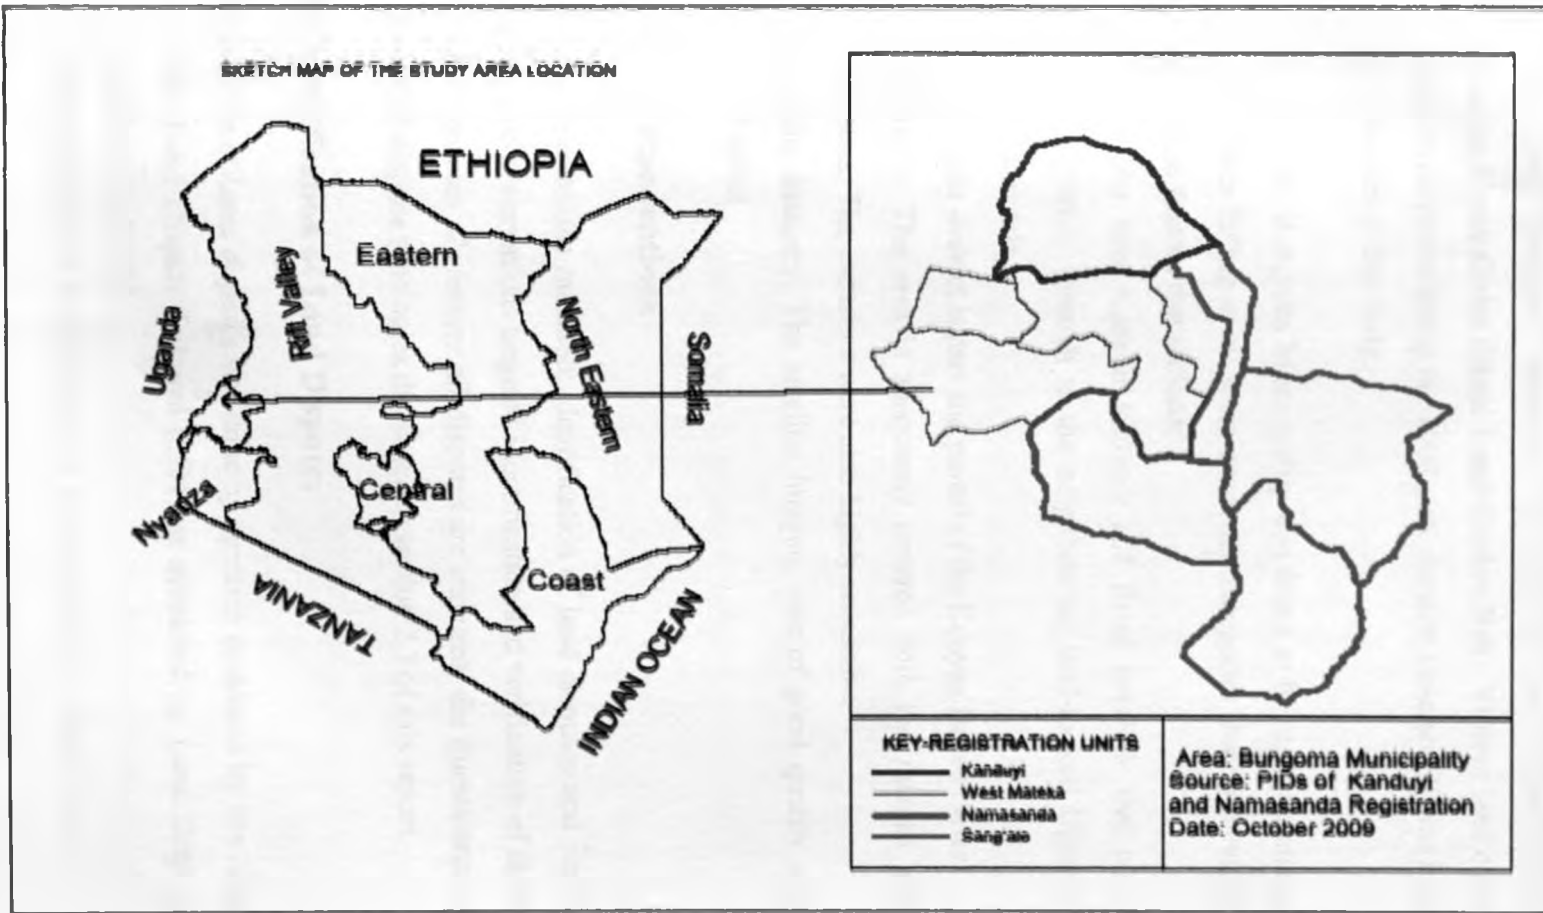 SKETCH MAP OF THE STUDY AREA LOCATION
ETHIOPIA
Eastern
Rift Valley
Uganda
North Eastern
Somalia
Central
Nyanza
Coast
TANZANIA
INDIAN OCEAN
KEY-REGISTRATION UNITS
Kanduyi
West Mateka
Namasanda
Sang'alo
Area: Bungoma Municipality
Source: PIDs of Kanduyi
and Namasanda Registration
Date: October 2009